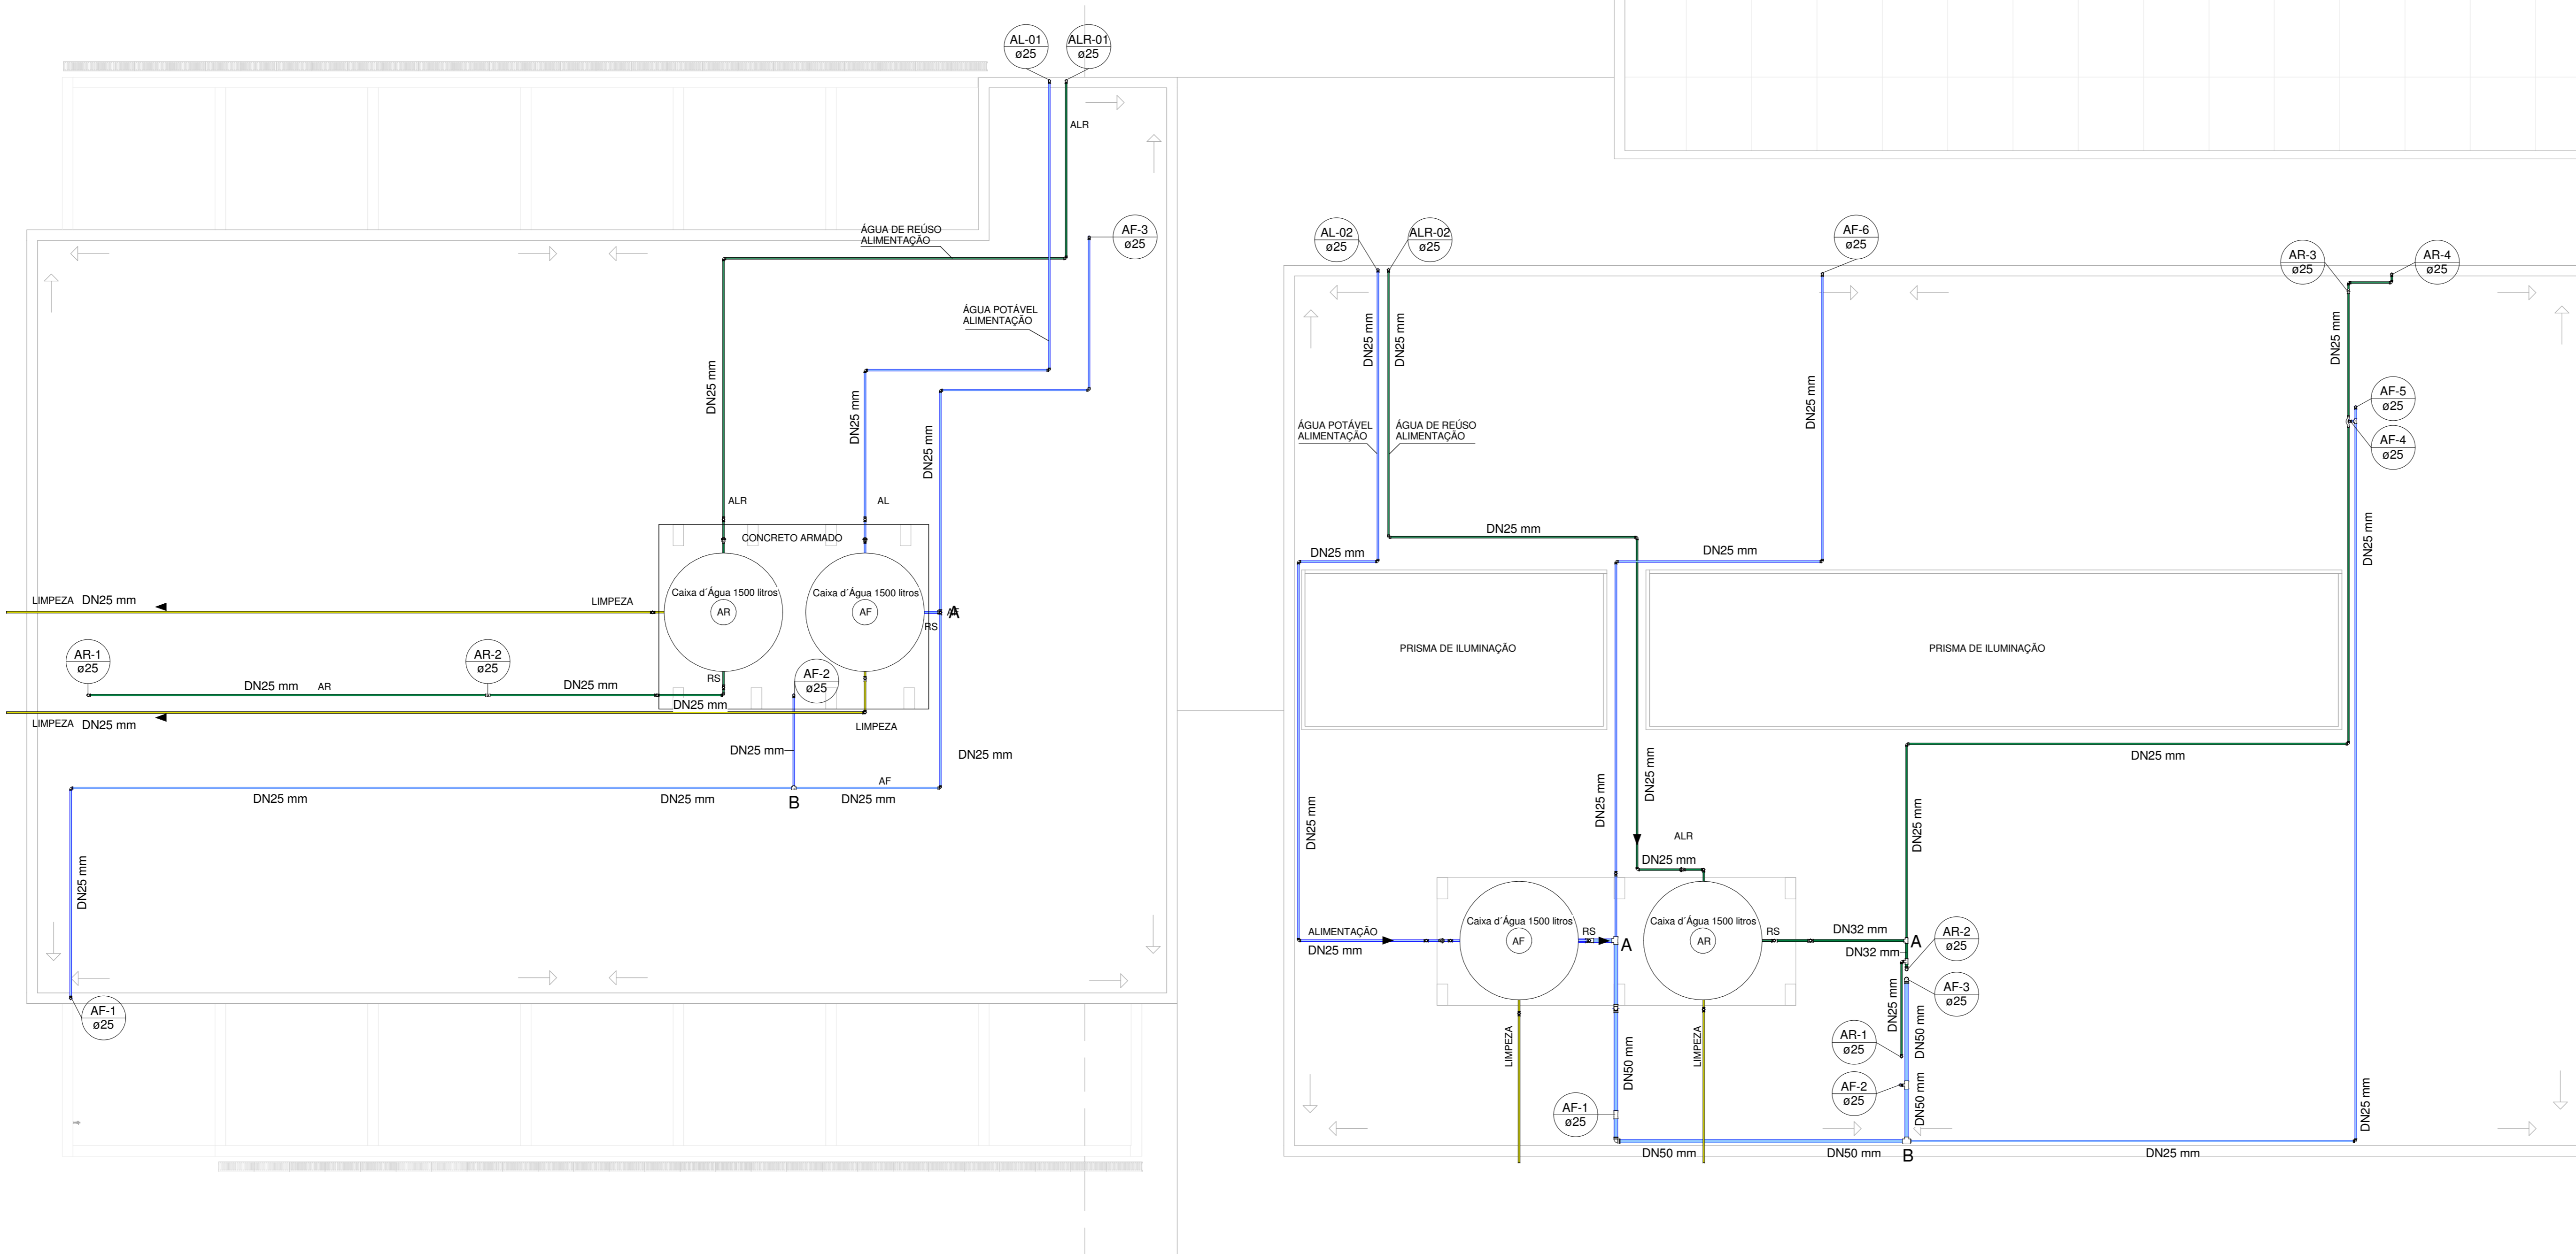 AL-01
ø25
ALR-01
ø25
ALR
ÁGUA DE REÚSO
ALIMENTAÇÃO
AF-3
ø25
ÁGUA POTÁVEL
ALIMENTAÇÃO
DN25 mm
DN25 mm
DN25 mm
ALR
AL
CONCRETO ARMADO
Caixa d´Água 1500 litros
AR
Caixa d´Água 1500 litros
AF
A
RS
LIMPEZA
DN25 mm
LIMPEZA
AR-1
ø25
AR-2
ø25
DN25 mm
AR
DN25 mm
RS
AF-2
ø25
DN25 mm
LIMPEZA
DN25 mm
LIMPEZA
DN25 mm
DN25 mm
AF
DN25 mm
DN25 mm
B
DN25 mm
DN25 mm
AF-1
ø25
AL-02
ø25
ALR-02
ø25
AF-6
ø25
AR-3
ø25
AR-4
ø25
DN25 mm
DN25 mm
DN25 mm
DN25 mm
AF-5
ø25
AF-4
ø25
ÁGUA POTÁVEL
ALIMENTAÇÃO
ÁGUA DE REÚSO
ALIMENTAÇÃO
DN25 mm
DN25 mm
DN25 mm
DN25 mm
PRISMA DE ILUMINAÇÃO
PRISMA DE ILUMINAÇÃO
DN25 mm
DN25 mm
DN25 mm
DN25 mm
DN25 mm
ALR
DN25 mm
Caixa d´Água 1500 litros
AF
Caixa d´Água 1500 litros
AR
ALIMENTAÇÃO
DN25 mm
RS
A
RS
DN32 mm
DN32 mm
A
AR-2
ø25
AF-3
ø25
DN25 mm
DN50 mm
AR-1
ø25
LIMPEZA
DN50 mm
LIMPEZA
AF-2
ø25
DN50 mm
AF-1
ø25
DN25 mm
DN50 mm
DN50 mm
B
DN25 mm